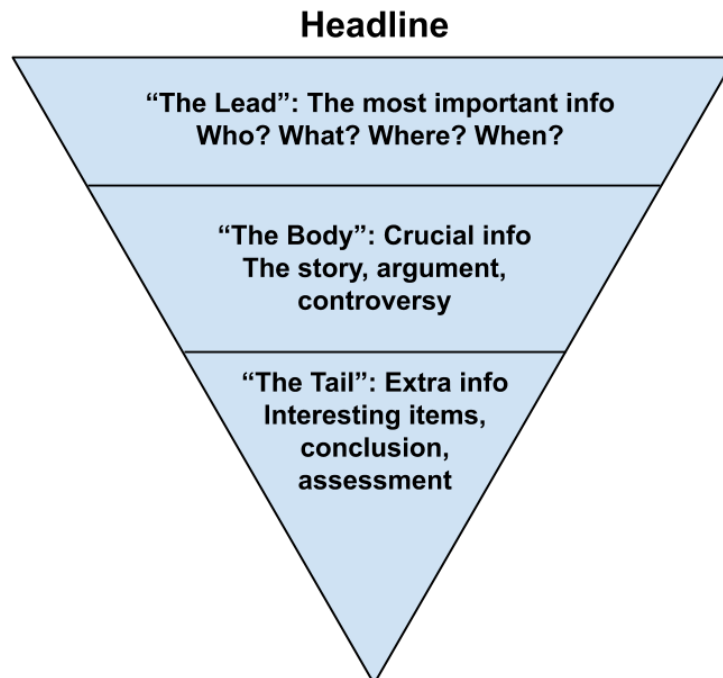 Headline
“The Lead”: The most important info
Who? What? Where? When?
“The Body”: Crucial info
The story, argument,
controversy
“The Tail”: Extra info
Interesting items,
conclusion,
assessment